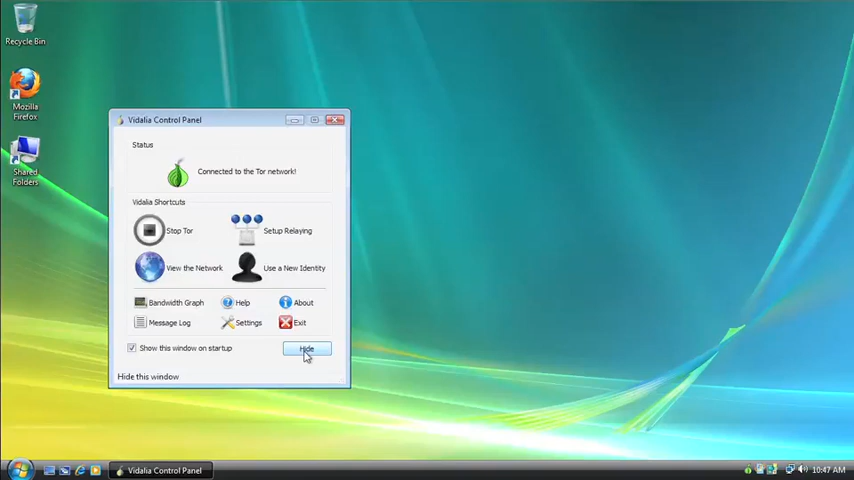 Recycle Bin
Mozilla
Firefox
Shared
Folders
Vidalia Control Panel
Status
Connected to the Tor network!
Vidalia Shortcuts
Stop Tor
Setup Relaying
View the Network
Use a New Identity
Bandwidth Graph
Help
About
Message Log
Settings
Exit
Show this window on startup
Hide
Hide this window
Vidalia Control Panel
10:47 AM